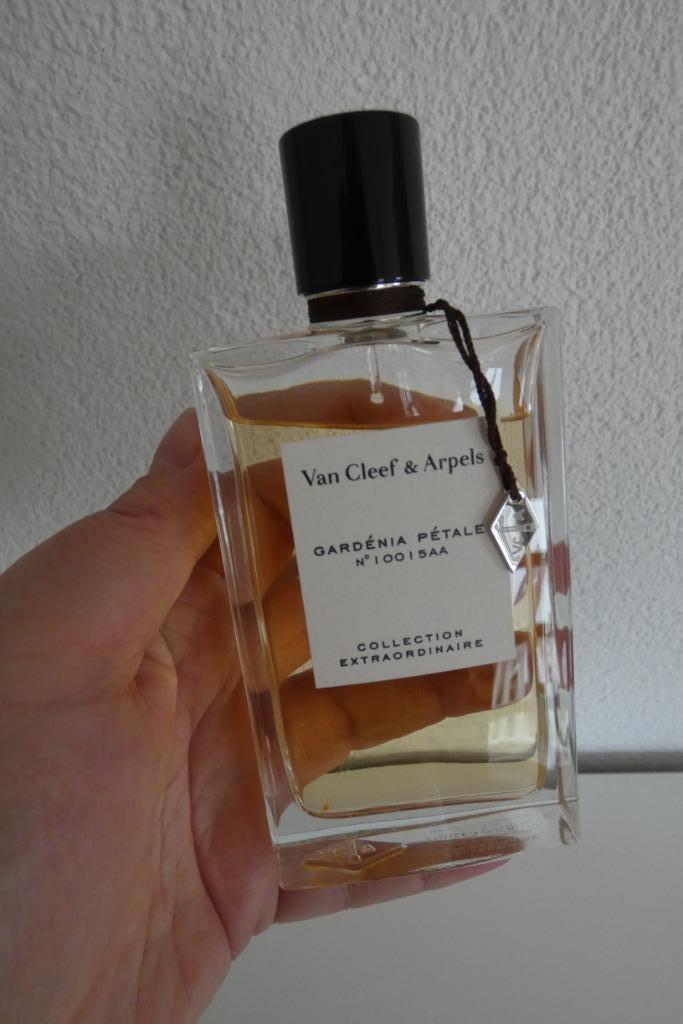 Van Cleef & Arpels
GARDÉNIA PÉTALE
N° 10015AA
COLLECTION
EXTRAORDINAIRE